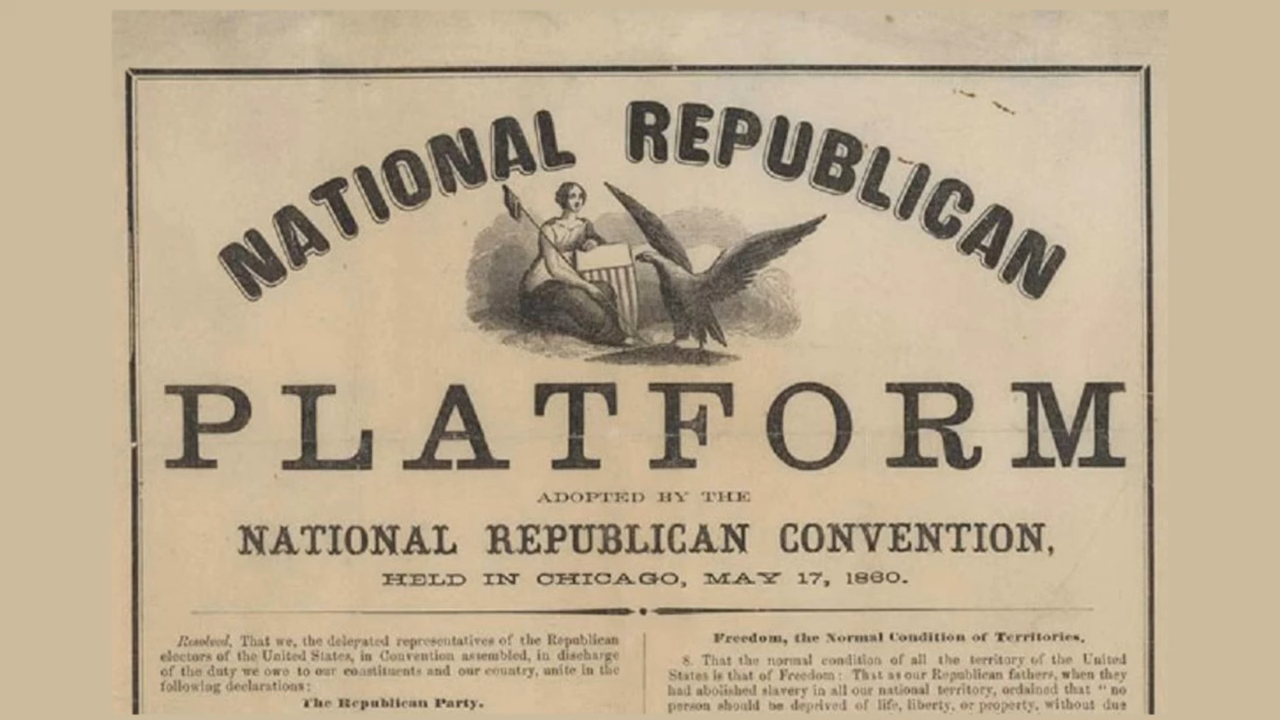 NATIONAL REPUBLICAN
PLATFORM
ADOPTED BY THE
NATIONAL REPUBLICAN CONVENTION,
HELD IN CHICAGO, MAY 17, 1860.
Resolved, That we, the delegated representatives of the Republican
electors of the United States, in Convention assembled, in discharge
of the duty we owe to our constituents and our country, unite in the
following declarations:
The Republican Party.
Freedom, the Normal Condition of Territories.
8. That the normal condition of all the territory of the United
States is that of Freedom: That as our Republican fathers, when they
had abolished slavery in all our national territory, ordained that "no
person should be deprived of life, liberty, or property, without due